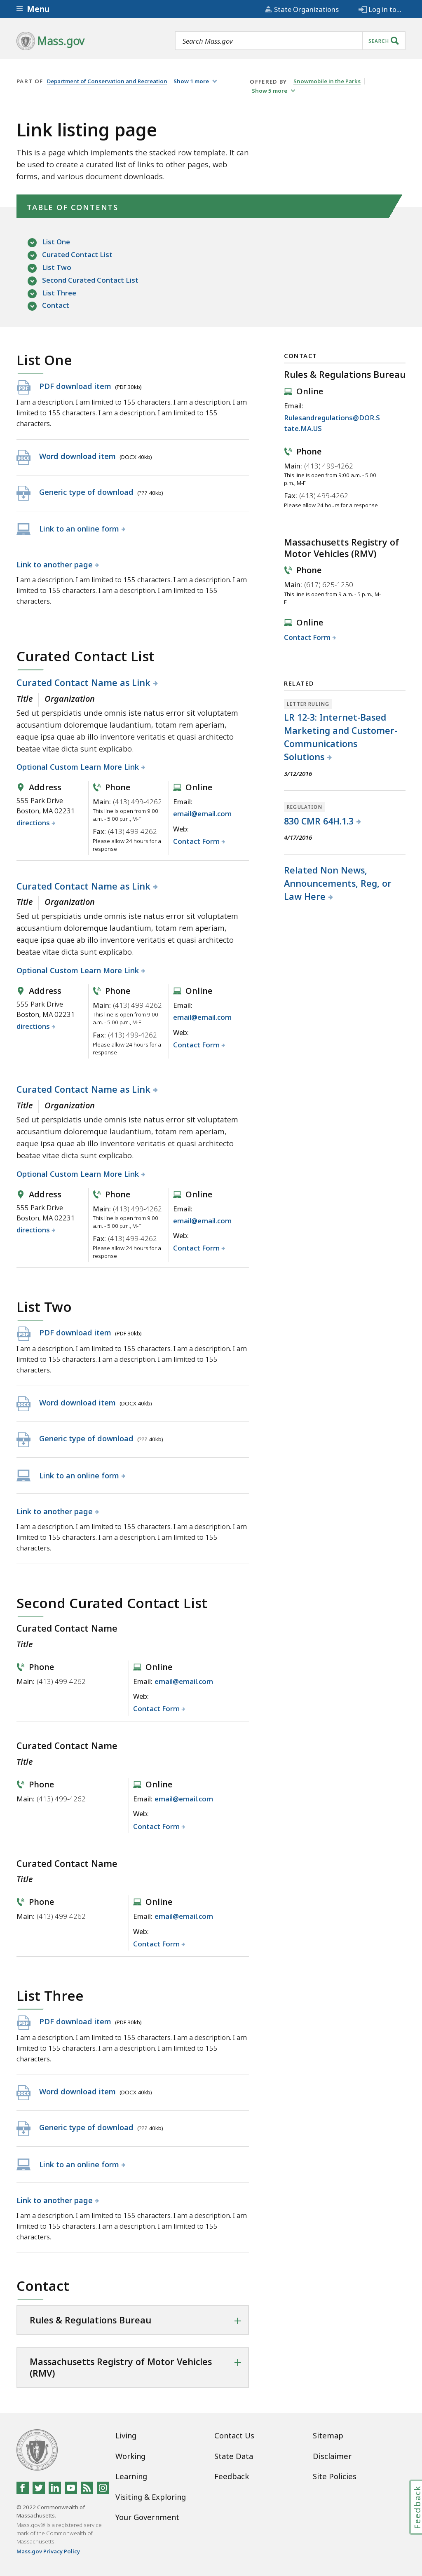 Menu
State Organizations
Log in to...
Mass.gov
Search Mass.gov
SEARCH
PART OF Department of Conservation and Recreation Show 1 more
OFFERED BY Snowmobile in the Parks
Show 5 more
Link listing page
This is a page which implements the stacked row template. It can
be used to create a curated list of links to other pages, web
forms, and various document downloads.
TABLE OF CONTENTS
List One
Curated Contact List
List Two
Second Curated Contact List
List Three
Contact
List One
PDF download item (PDF 30kb)
I am a description. I am limited to 155 characters. I am a description. I am
limited to 155 characters. I am a description. I am limited to 155
characters.
Word download item (DOCX 40kb)
Generic type of download (??? 40kb)
Link to an online form
Link to another page
I am a description. I am limited to 155 characters. I am a description. I am
limited to 155 characters. I am a description. I am limited to 155
characters.
Curated Contact List
Curated Contact Name as Link
Title Organization
Sed ut perspiciatis unde omnis iste natus error sit voluptatem
accusantium doloremque laudantium, totam rem aperiam,
eaque ipsa quae ab illo inventore veritatis et quasi architecto
beatae vitae dicta sunt explicabo.
Optional Custom Learn More Link
Address
555 Park Drive
Boston, MA 02231
directions
Phone
Main: (413) 499-4262
This line is open from 9:00
a.m. - 5:00 p.m., M-F
Fax: (413) 499-4262
Please allow 24 hours for a
response
Online
Email:
email@email.com
Web:
Contact Form
Curated Contact Name as Link
Title Organization
Sed ut perspiciatis unde omnis iste natus error sit voluptatem
accusantium doloremque laudantium, totam rem aperiam,
eaque ipsa quae ab illo inventore veritatis et quasi architecto
beatae vitae dicta sunt explicabo.
Optional Custom Learn More Link
Address
555 Park Drive
Boston, MA 02231
directions
Phone
Main: (413) 499-4262
This line is open from 9:00
a.m. - 5:00 p.m., M-F
Fax: (413) 499-4262
Please allow 24 hours for a
response
Online
Email:
email@email.com
Web:
Contact Form
Curated Contact Name as Link
Title Organization
Sed ut perspiciatis unde omnis iste natus error sit voluptatem
accusantium doloremque laudantium, totam rem aperiam,
eaque ipsa quae ab illo inventore veritatis et quasi architecto
beatae vitae dicta sunt explicabo.
Optional Custom Learn More Link
Address
555 Park Drive
Boston, MA 02231
directions
Phone
Main: (413) 499-4262
This line is open from 9:00
a.m. - 5:00 p.m., M-F
Fax: (413) 499-4262
Please allow 24 hours for a
response
Online
Email:
email@email.com
Web:
Contact Form
List Two
PDF download item (PDF 30kb)
I am a description. I am limited to 155 characters. I am a description. I am
limited to 155 characters. I am a description. I am limited to 155
characters.
Word download item (DOCX 40kb)
Generic type of download (??? 40kb)
Link to an online form
Link to another page
I am a description. I am limited to 155 characters. I am a description. I am
limited to 155 characters. I am a description. I am limited to 155
characters.
Second Curated Contact List
Curated Contact Name
Title
Phone
Main: (413) 499-4262
Online
Email: email@email.com
Web:
Contact Form
Curated Contact Name
Title
Phone
Main: (413) 499-4262
Online
Email: email@email.com
Web:
Contact Form
Curated Contact Name
Title
Phone
Main: (413) 499-4262
Online
Email: email@email.com
Web:
Contact Form
List Three
PDF download item (PDF 30kb)
I am a description. I am limited to 155 characters. I am a description. I am
limited to 155 characters. I am a description. I am limited to 155
characters.
Word download item (DOCX 40kb)
Generic type of download (??? 40kb)
Link to an online form
Link to another page
I am a description. I am limited to 155 characters. I am a description. I am
limited to 155 characters. I am a description. I am limited to 155
characters.
Contact
Rules & Regulations Bureau
Massachusetts Registry of Motor Vehicles
(RMV)
CONTACT
Rules & Regulations Bureau
Online
Email:
Rulesandregulations@DOR.S
tate.MA.US
Phone
Main: (413) 499-4262
This line is open from 9:00 a.m. - 5:00
p.m., M-F
Fax: (413) 499-4262
Please allow 24 hours for a response
Massachusetts Registry of
Motor Vehicles (RMV)
Phone
Main: (617) 625-1250
This line is open from 9 a.m. - 5 p.m., M-
F
Online
Contact Form
RELATED
LETTER RULING
LR 12-3: Internet-Based
Marketing and Customer-
Communications
Solutions
3/12/2016
REGULATION
830 CMR 64H.1.3
4/17/2016
Related Non News,
Announcements, Reg, or
Law Here
Feedback
© 2022 Commonwealth of
Massachusetts.
Mass.gov® is a registered service
mark of the Commonwealth of
Massachusetts.
Mass.gov Privacy Policy
Living
Working
Learning
Visiting & Exploring
Your Government
Contact Us
State Data
Feedback
Sitemap
Disclaimer
Site Policies